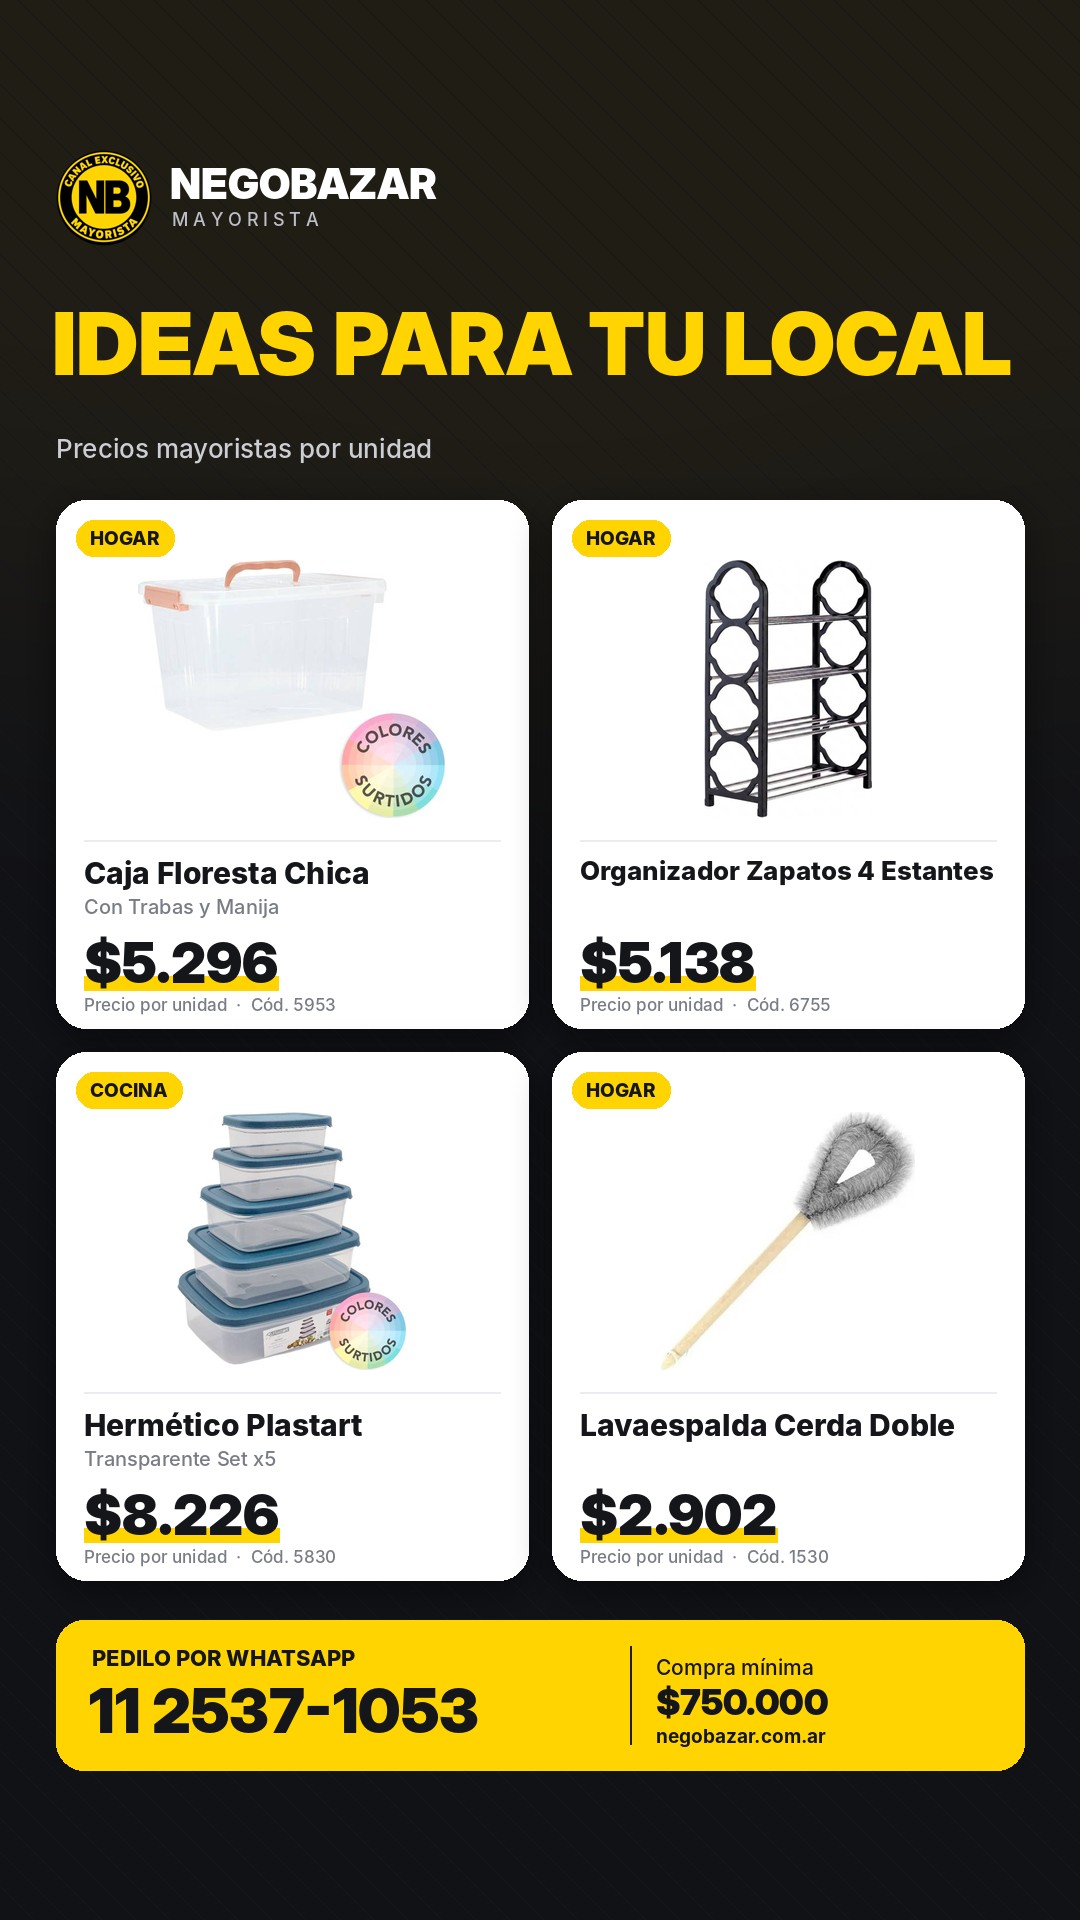 CANAL EXCLUSIVO
NB
MAYORISTA
NEGOBAZAR
MAYORISTA
IDEAS PARA TU LOCAL
Precios mayoristas por unidad
HOGAR
COLORES
SURTIDOS
Caja Floresta Chica
Con Trabas y Manija
$5.296
Precio por unidad · Cód. 5953
HOGAR
Organizador Zapatos 4 Estantes
$5.138
Precio por unidad · Cód. 6755
COCINA
COLORES
SURTIDOS
Hermético Plastart
Transparente Set x5
$8.226
Precio por unidad · Cód. 5830
HOGAR
Lavaespalda Cerda Doble
$2.902
Precio por unidad · Cód. 1530
PEDILO POR WHATSAPP
11 2537-1053
Compra mínima
$750.000
negobazar.com.ar